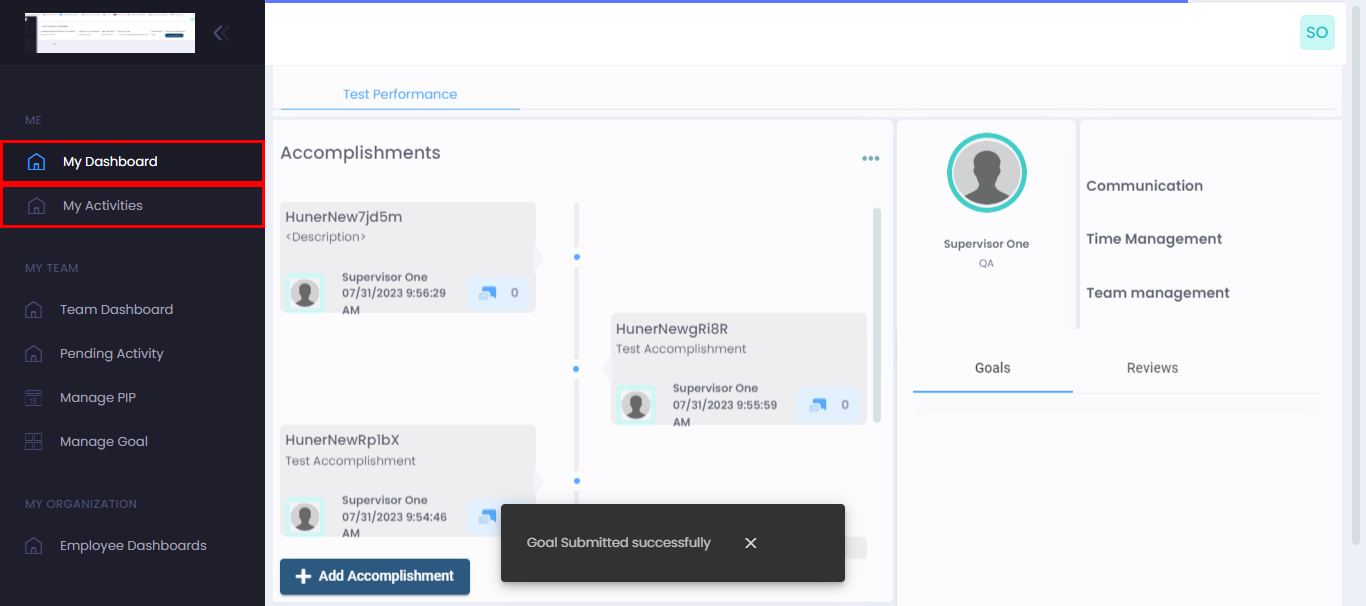 SO
ME
My Dashboard
My Activities
MY TEAM
Team Dashboard
Pending Activity
Manage PIP
15
Manage Goal
MY ORGANIZATION
Employee Dashboards
Test Performance
Accomplishments
HunerNew7jd5m
<Description>
Supervisor One
07/31/2023 9:56:29
AM
0
HunerNewgRi8R
Test Accomplishment
Supervisor One
07/31/2023 9:55:59
AM
0
HunerNewRp1bX
Test Accomplishment
Supervisor One
07/31/2023 9:54:46
AM
Add Accomplishment
Goal Submitted successfully
Supervisor One
QA
Communication
Time Management
Team management
Goals
Reviews